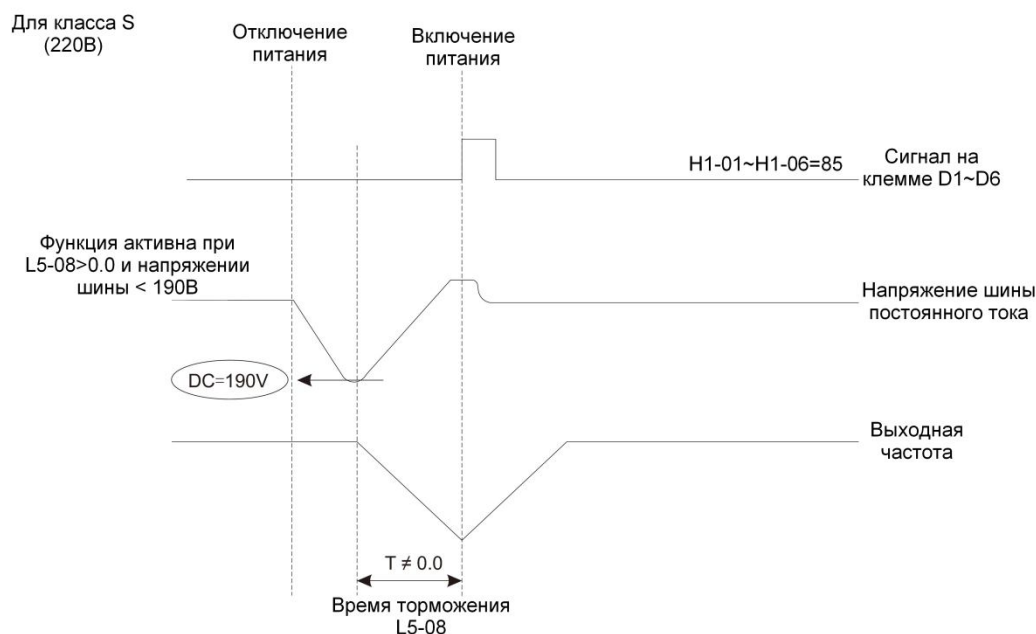 Для класса S
(220В)
Отключение
питания
Включение
питания
H1-01~H1-06=85
Сигнал на
клемме D1~D6
Функция активна при
L5-08>0.0 и напряжении
шины < 190В
Напряжение шины
постоянного тока
DC=190V
Выходная
частота
T ≠ 0.0
Время торможения
L5-08